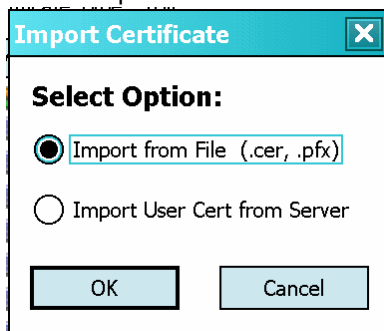 Import Certificate
Select Option:
Import from File (.cer, .pfx)
Import User Cert from Server
OK
Cancel